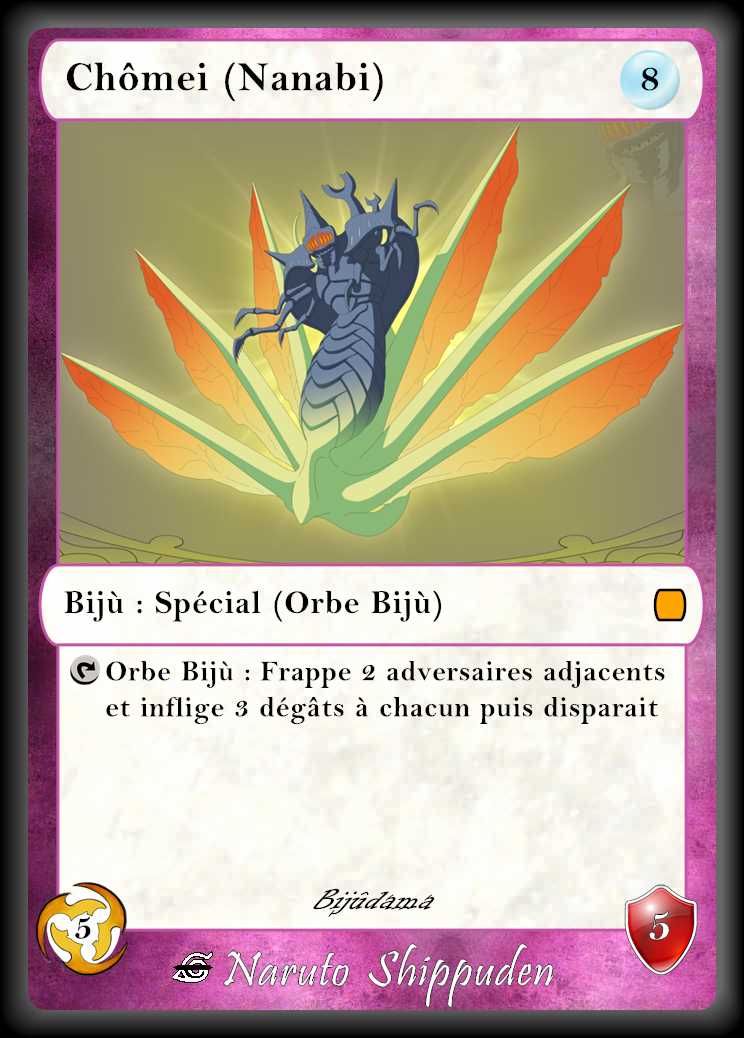 Chômei (Nanabi)
8
Bijù : Spécial (Orbe Bijù)
Orbe Bijù : Frappe 2 adversaires adjacents
et inflige 3 dégâts à chacun puis disparait
Bijûdama
5
5
Naruto Shippuden